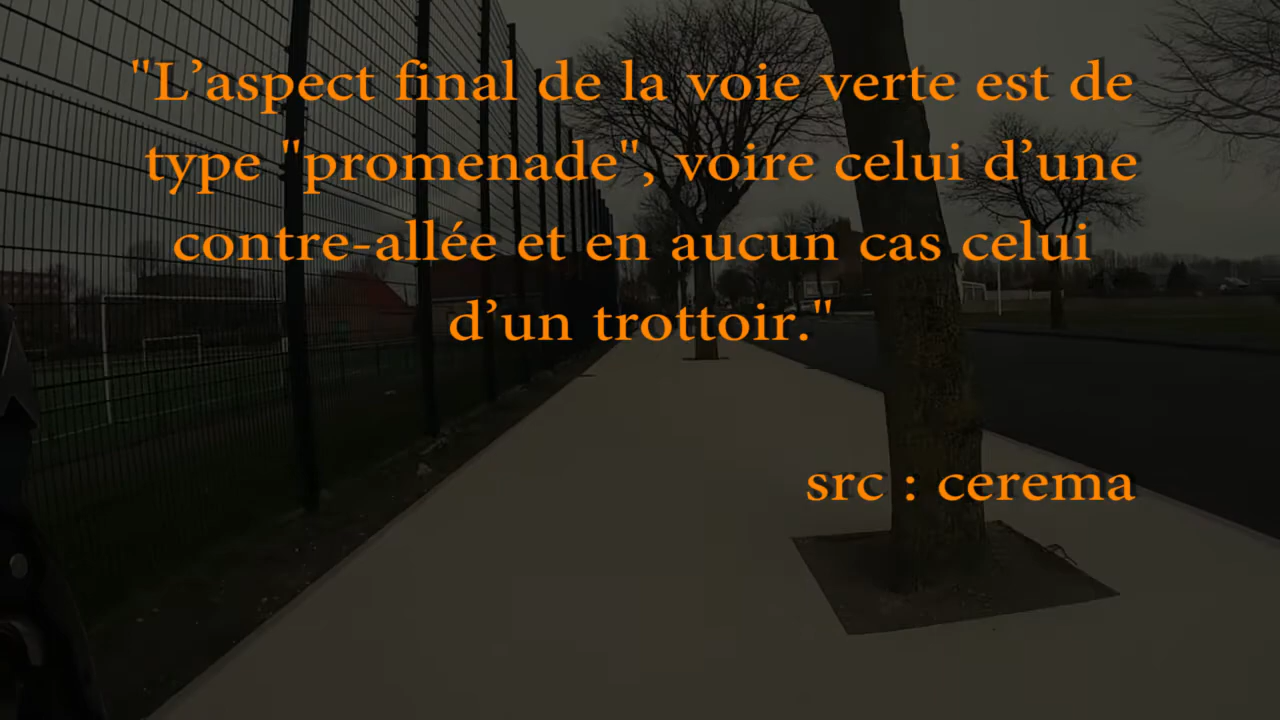 "L’aspect final de la voie verte est de
type "promenade", voire celui d’une
contre-allée et en aucun cas celui
d’un trottoir."
src : cerema